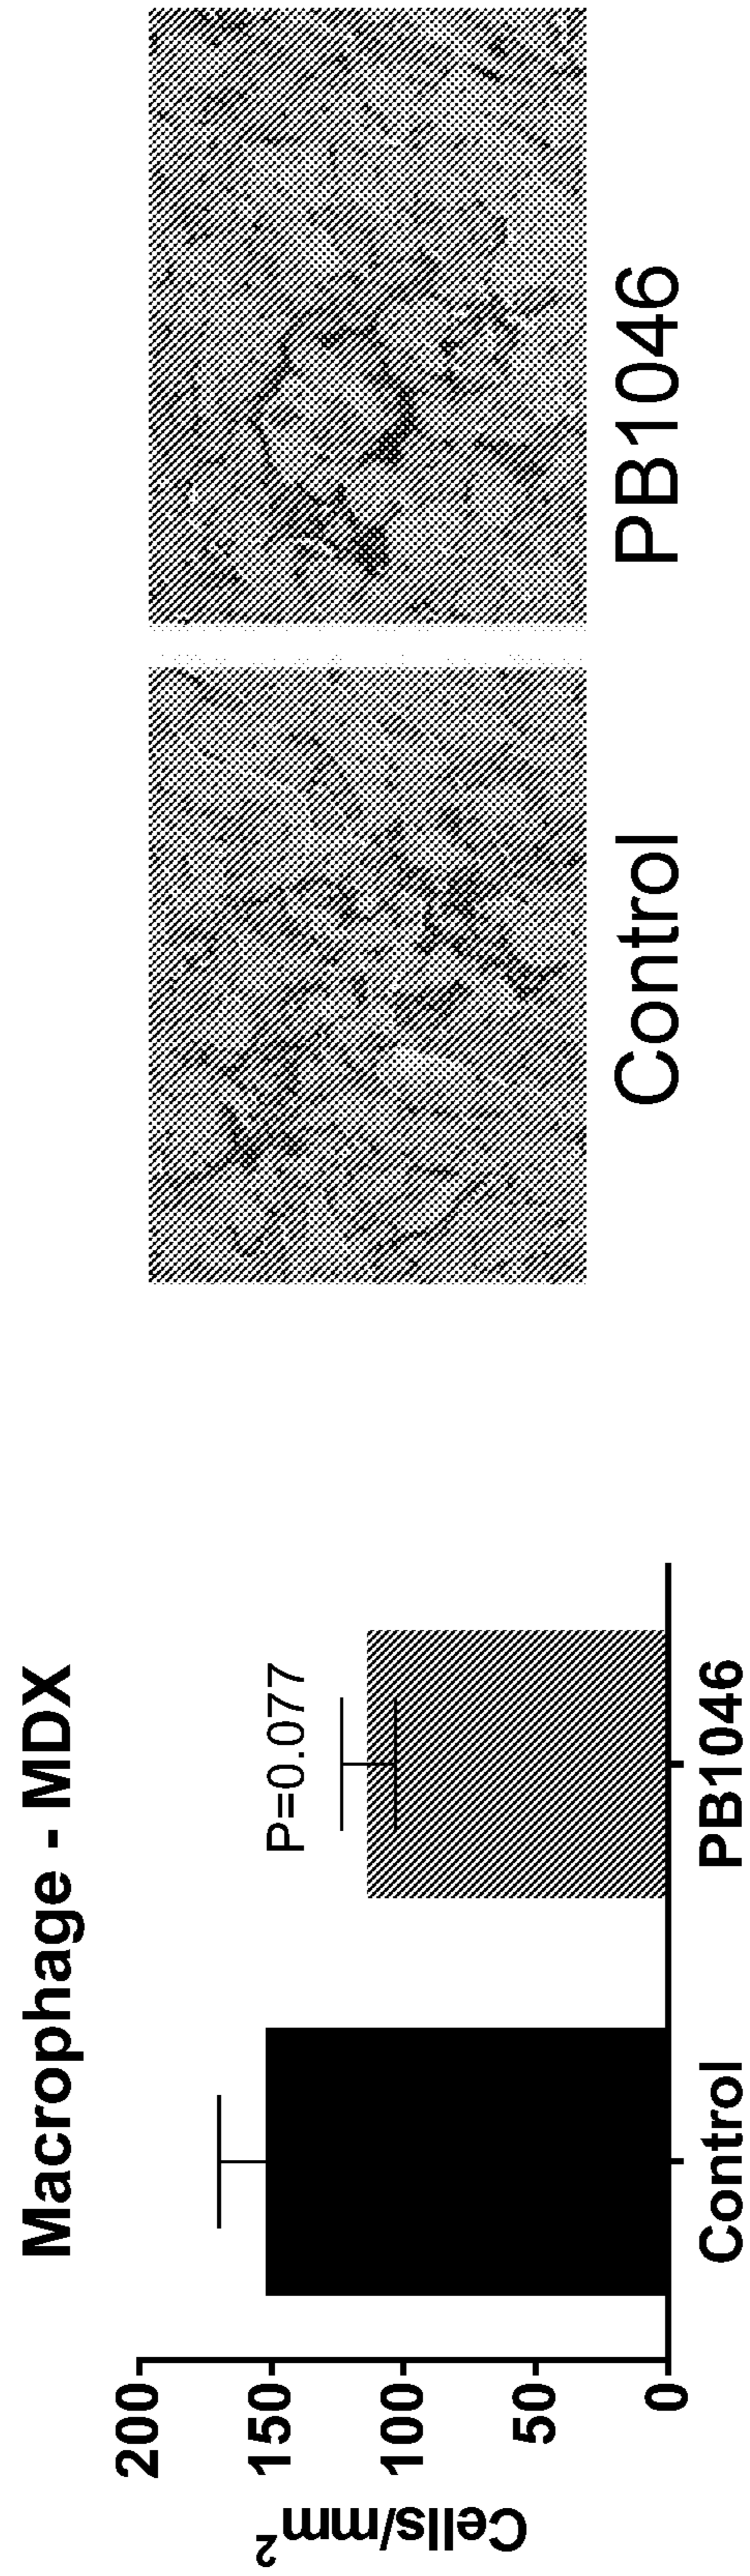 Macrophage - MDX
Cells/mm²
200
150
100
50
0
P=0.077
Control
PB1046
Control
PB1046